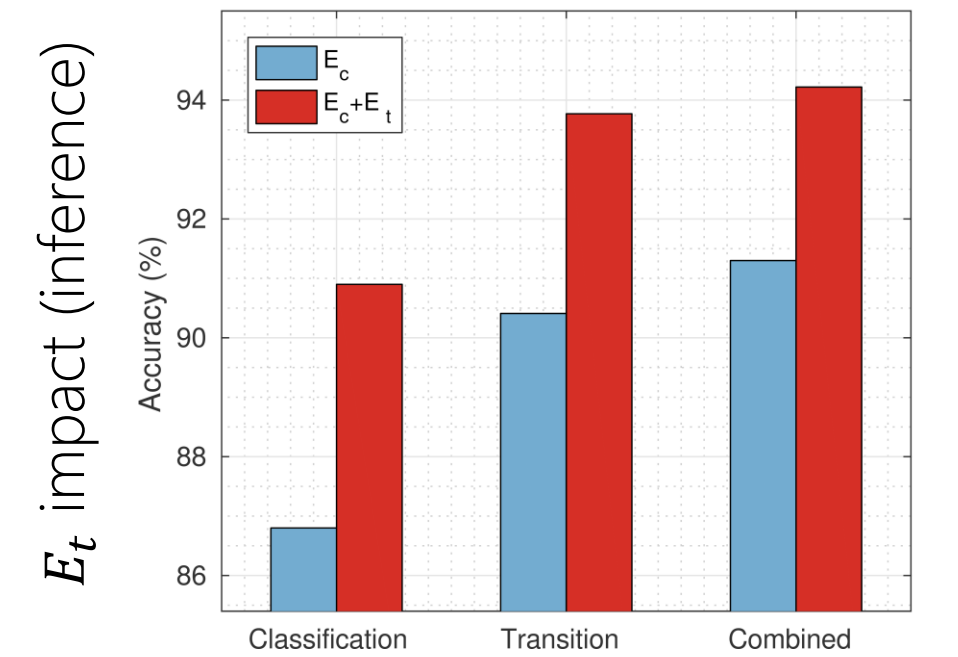 E_t impact (inference)
E_c
E_c+E_t
Accuracy (%)
94
92
90
88
86
Classification
Transition
Combined